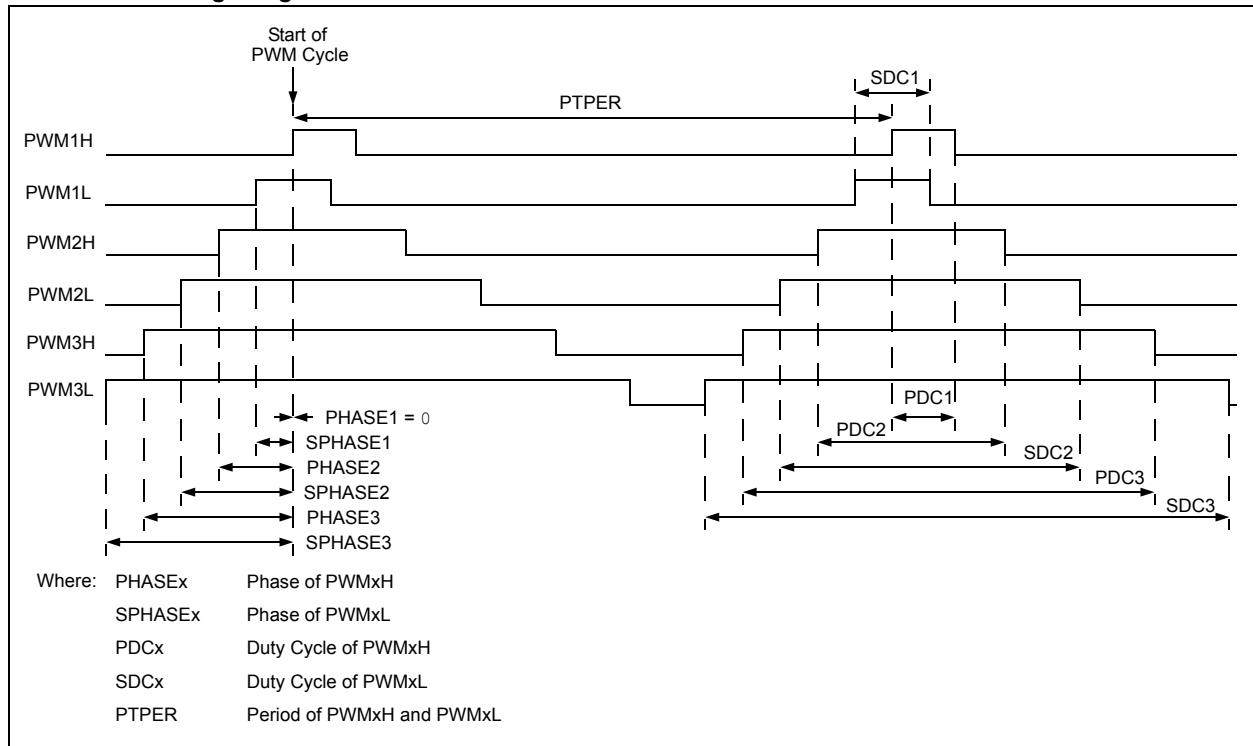 Start of
PWM Cycle
SDC1
PTPER
PWM1H
PWM1L
PWM2H
PWM2L
PWM3H
PWM3L
PHASE1 = 0
SPHASE1
PHASE2
SPHASE2
PHASE3
SPHASE3
PDC1
PDC2
SDC2
PDC3
SDC3
Where: PHASEx Phase of PWMxH
SPHASEx Phase of PWMxL
PDCx Duty Cycle of PWMxH
SDCx Duty Cycle of PWMxL
PTPER Period of PWMxH and PWMxL